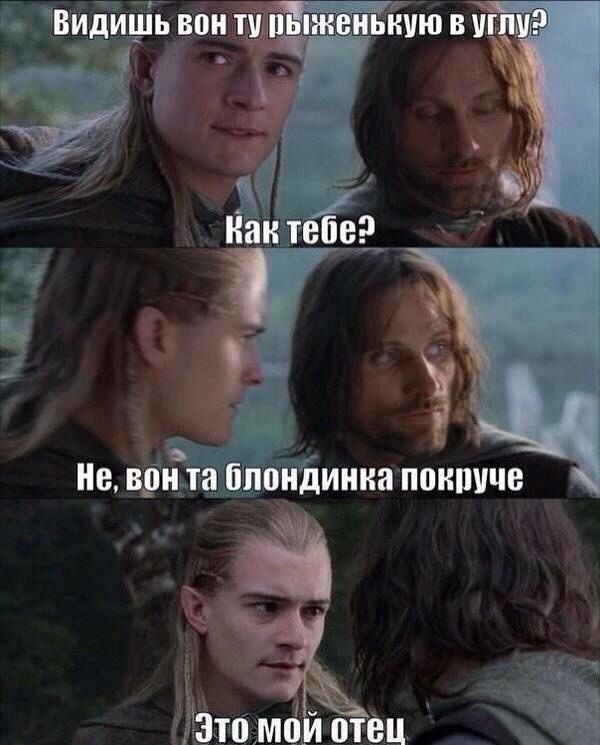 Видишь вон ту рыженькую в углу?
Как тебе?
Не, вон та блондинка покруче
Это мой отец